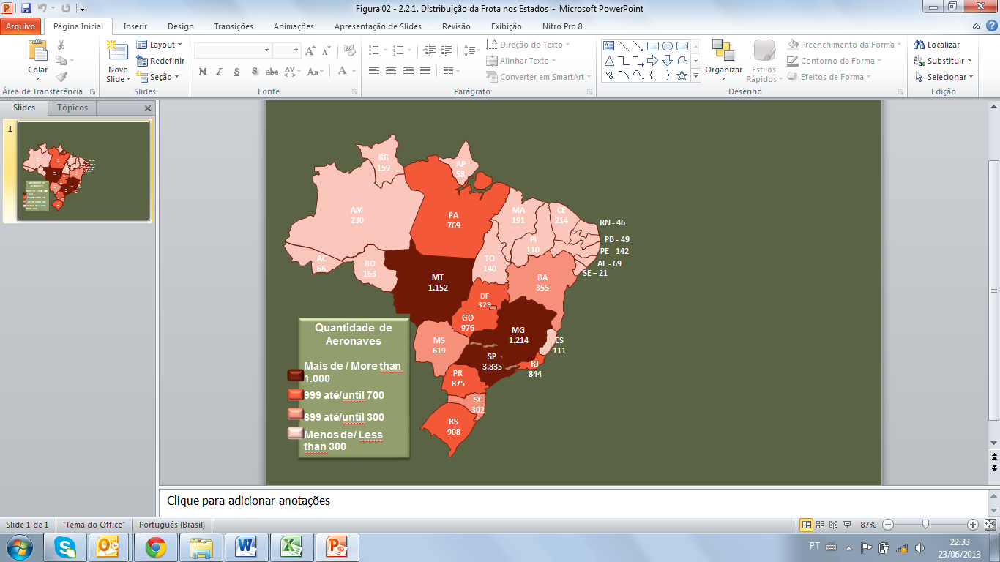 Figura 02 - 2.2.1. Distribuição da Frota nos Estados - Microsoft PowerPoint
Arquivo
Página Inicial
Inserir
Design
Transições
Animações
Apresentação de Slides
Revisão
Exibição
Nitro Pro 8
Colar
Área de Transferência
Novo
Slide
Layout
Redefinir
Seção
Slides
N I S S abc AV Aa A
Fonte
Direção do Texto
Alinhar Texto
Converter em SmartArt
Parágrafo
Organizar
Estilos
Rápidos
Preenchimento da Forma
Contorno da Forma
Efeitos de Forma
Desenho
Localizar
Substituir
Selecionar
Edição
Slides
Tópicos
1
RR
159
AP
58
AM
230
PA
769
MA
191
CE
214
RN - 46
PI
110
PB - 49
PE - 142
AC
66
RO
163
TO
140
AL - 69
SE – 21
MT
1.152
BA
355
DF
329
GO
976
MG
1.214
MS
619
ES
111
SP
3.835
RJ
844
PR
875
SC
302
RS
908
Quantidade de
Aeronaves
Mais de / More than
1.000
999 até/until 700
699 até/until 300
Menos de/ Less
than 300
Clique para adicionar anotações
Slide 1 de 1
"Tema do Office"
Português (Brasil)
87%
PT
22:33
23/06/2013